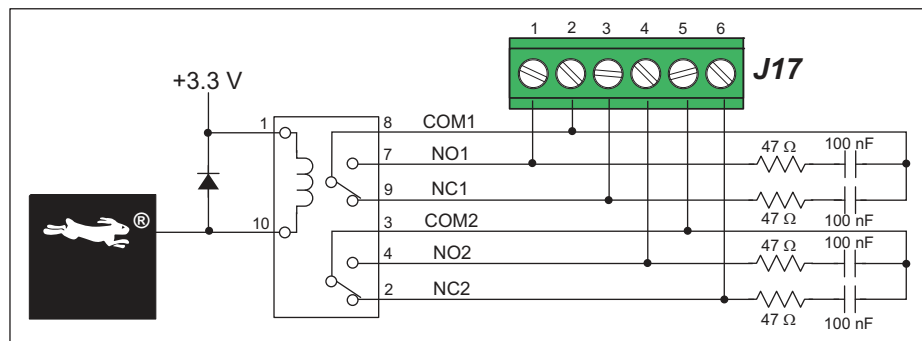 1 2 3 4 5 6
J17
+3.3 V
1
8 COM1
7 NO1
47 Ω 100 nF
9 NC1
47 Ω 100 nF
10
3 COM2
4 NO2
47 Ω 100 nF
2 NC2
47 Ω 100 nF
®